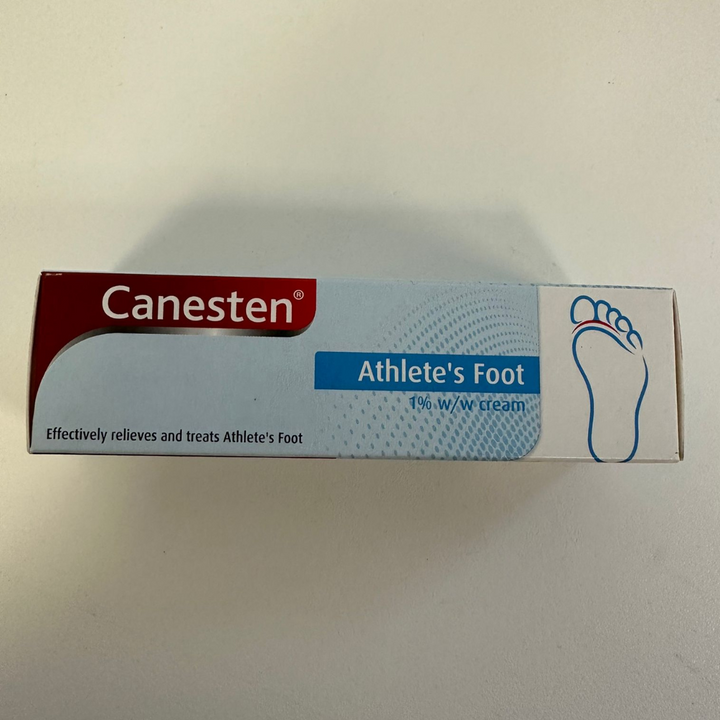 Canesten®
Athlete's Foot
1% w/w cream
Effectively relieves and treats Athlete's Foot